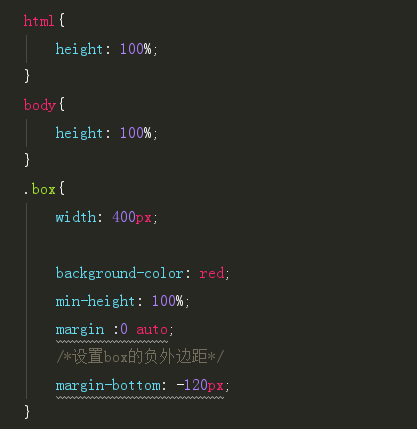 html{
height: 100%;
}
body{
height: 100%;
}
.box{
width: 400px;
background-color: red;
min-height: 100%;
margin :0 auto;
/*设置box的负外边距*/
margin-bottom: -120px;
}